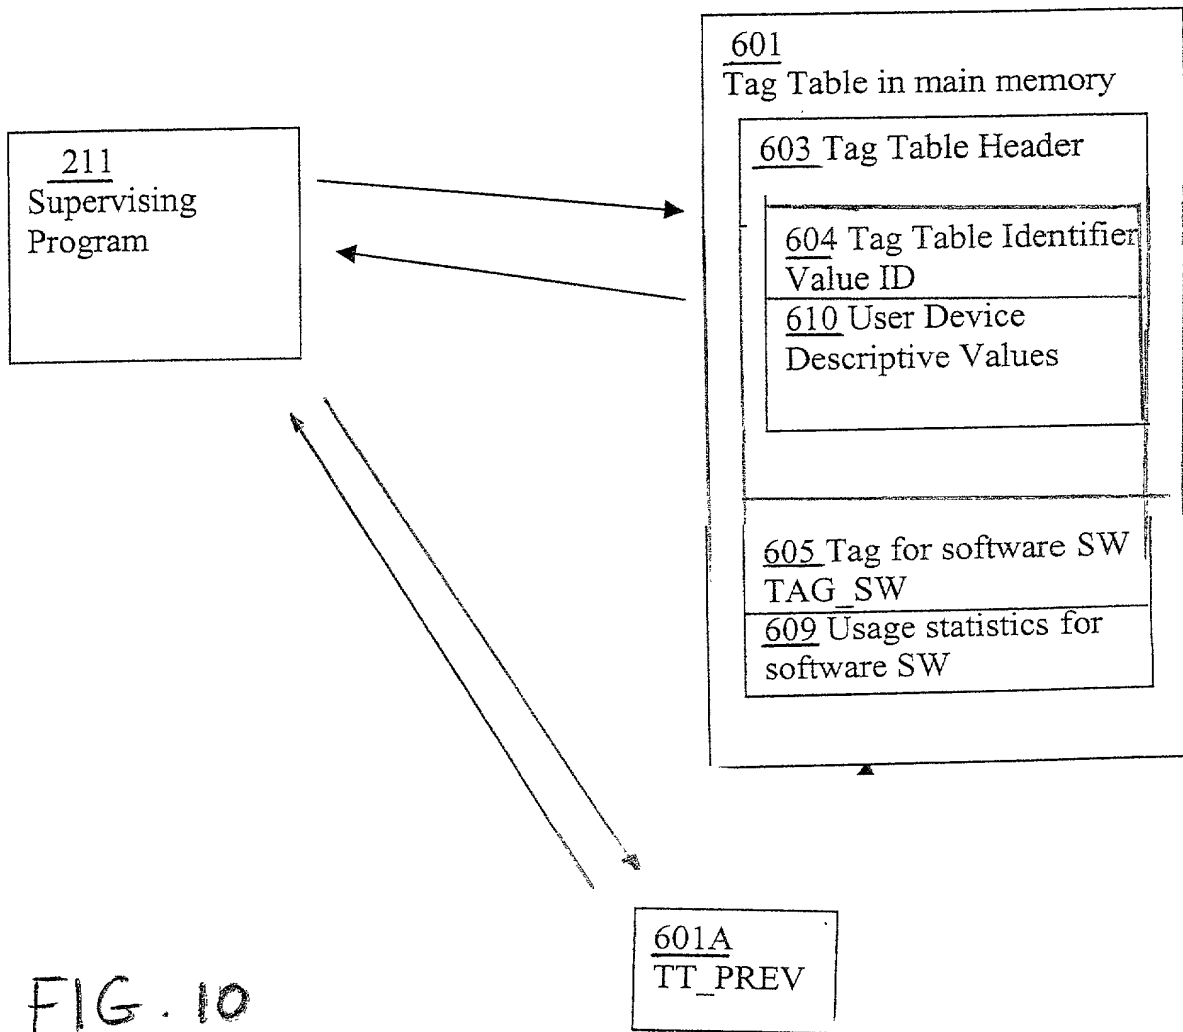 601
Tag Table in main memory
603 Tag Table Header
604 Tag Table Identifier
Value ID
610 User Device
Descriptive Values
605 Tag for software SW
TAG_SW
609 Usage statistics for
software SW
211
Supervising
Program
601A
TT_PREV
FIG. 10